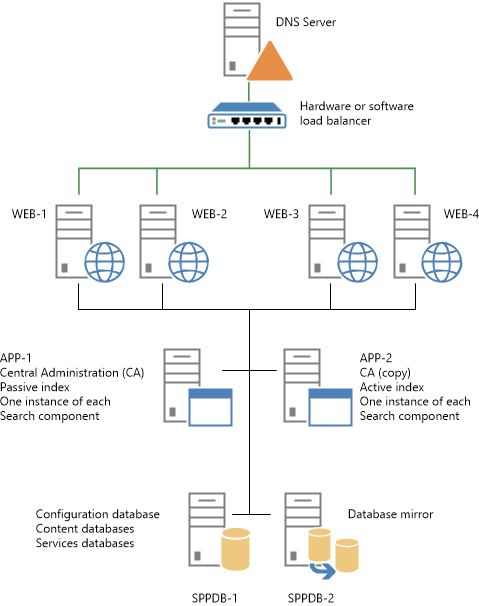 DNS Server
Hardware or software
load balancer
WEB-1
WEB-2
WEB-3
WEB-4
APP-1
Central Administration (CA)
Passive index
One instance of each
Search component
APP-2
CA (copy)
Active index
One instance of each
Search component
Configuration database
Content databases
Services databases
Database mirror
SPPDB-1
SPPDB-2